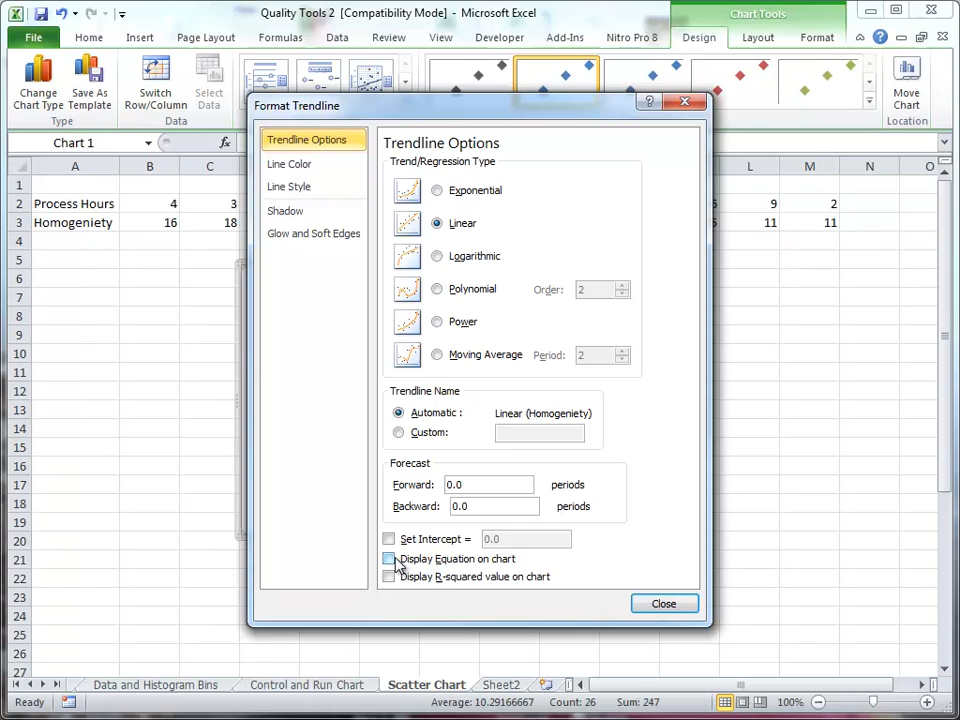 Quality Tools 2 [Compatibility Mode] - Microsoft Excel
Chart Tools
File Home Insert Page Layout Formulas Data Review View Developer Add-Ins Nitro Pro 8 Design Layout Format
Change Chart Type
Save As Template
Switch Row/Column
Select Data
Move Chart
Type Data Location
Chart 1 fx
A B C L M N O
1
2 Process Hours 4 3 9 2
3 Homogeniety 16 18 11 11
4
5
6
7
8
9
10
11
12
13
14
15
16
17
18
19
20
21
22
23
24
25
26
27
Format Trendline
Trendline Options
Line Color
Line Style
Shadow
Glow and Soft Edges
Trendline Options
Trend/Regression Type
Exponential
Linear
Logarithmic
Polynomial Order: 2
Power
Moving Average Period: 2
Trendline Name
Automatic : Linear (Homogeniety)
Custom:
Forecast
Forward: 0.0 periods
Backward: 0.0 periods
Set Intercept = 0.0
Display Equation on chart
Display R-squared value on chart
Close
Data and Histogram Bins Control and Run Chart Scatter Chart Sheet2
Ready Average: 10.29166667 Count: 26 Sum: 247 100%